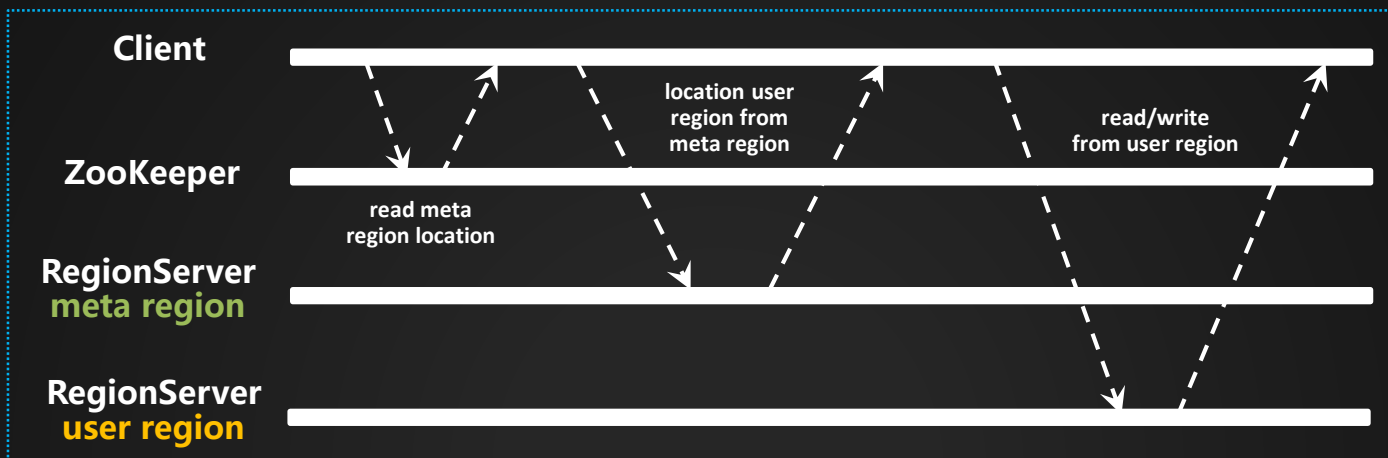 Client
location user
region from
meta region
read/write
from user region
ZooKeeper
read meta
region location
RegionServer
meta region
RegionServer
user region